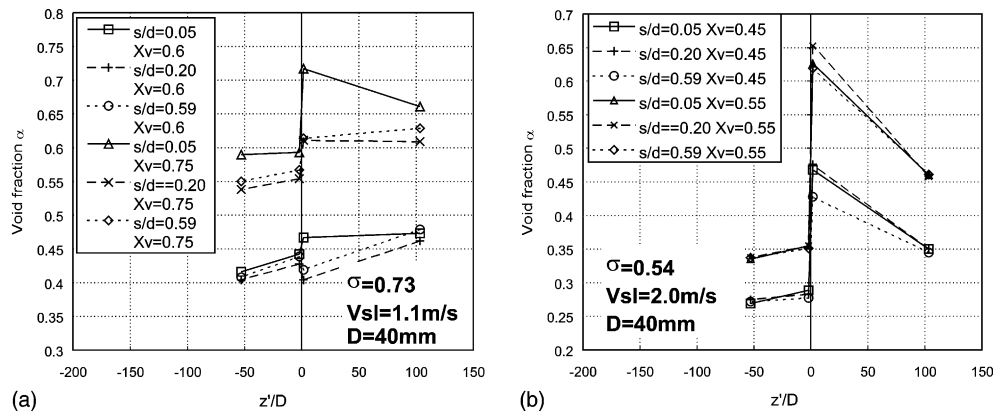 0.8
0.75
0.7
0.65
0.6
0.55
0.5
0.45
0.4
0.35
0.3
Void fraction α
s/d=0.05
Xv=0.6
s/d=0.20
Xv=0.6
s/d=0.59
Xv=0.6
s/d=0.05
Xv=0.75
s/d==0.20
Xv=0.75
s/d=0.59
Xv=0.75
σ=0.73
Vsl=1.1m/s
D=40mm
-200 -150 -100 -50 0 50 100 150
z'/D
(a)
0.7
0.65
0.6
0.55
0.5
0.45
0.4
0.35
0.3
0.25
0.2
Void fraction α
s/d=0.05 Xv=0.45
s/d=0.20 Xv=0.45
s/d=0.59 Xv=0.45
s/d=0.05 Xv=0.55
s/d==0.20 Xv=0.55
s/d=0.59 Xv=0.55
σ=0.54
Vsl=2.0m/s
D=40mm
-200 -150 -100 -50 0 50 100 150
z'/D
(b)